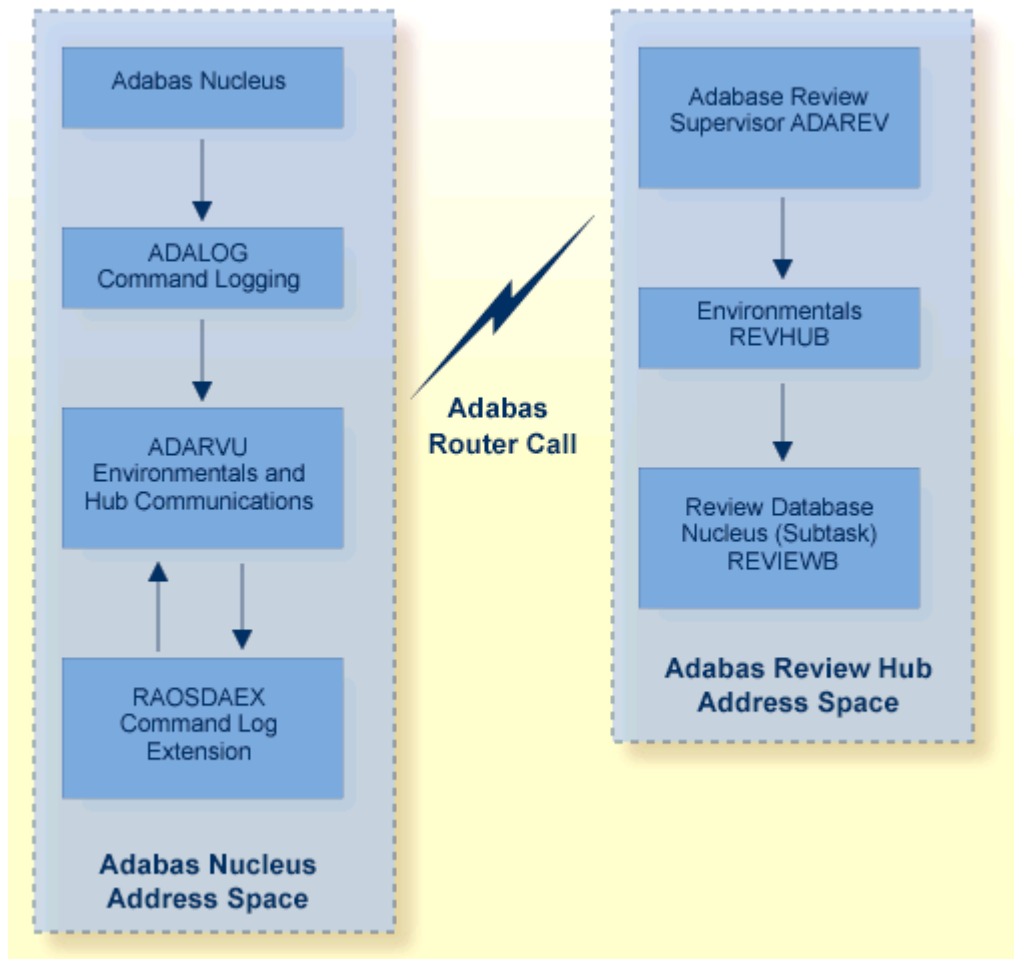 Adabas Nucleus
ADALOG
Command Logging
ADARVU
Environmentals and
Hub Communications
RAOSDAEX
Command Log
Extension
Adabas Nucleus
Address Space
Adabas
Router Call
Adabase Review
Supervisor ADAREV
Environmentals
REVHUB
Review Database
Nucleus (Subtask)
REVIEWB
Adabas Review Hub
Address Space